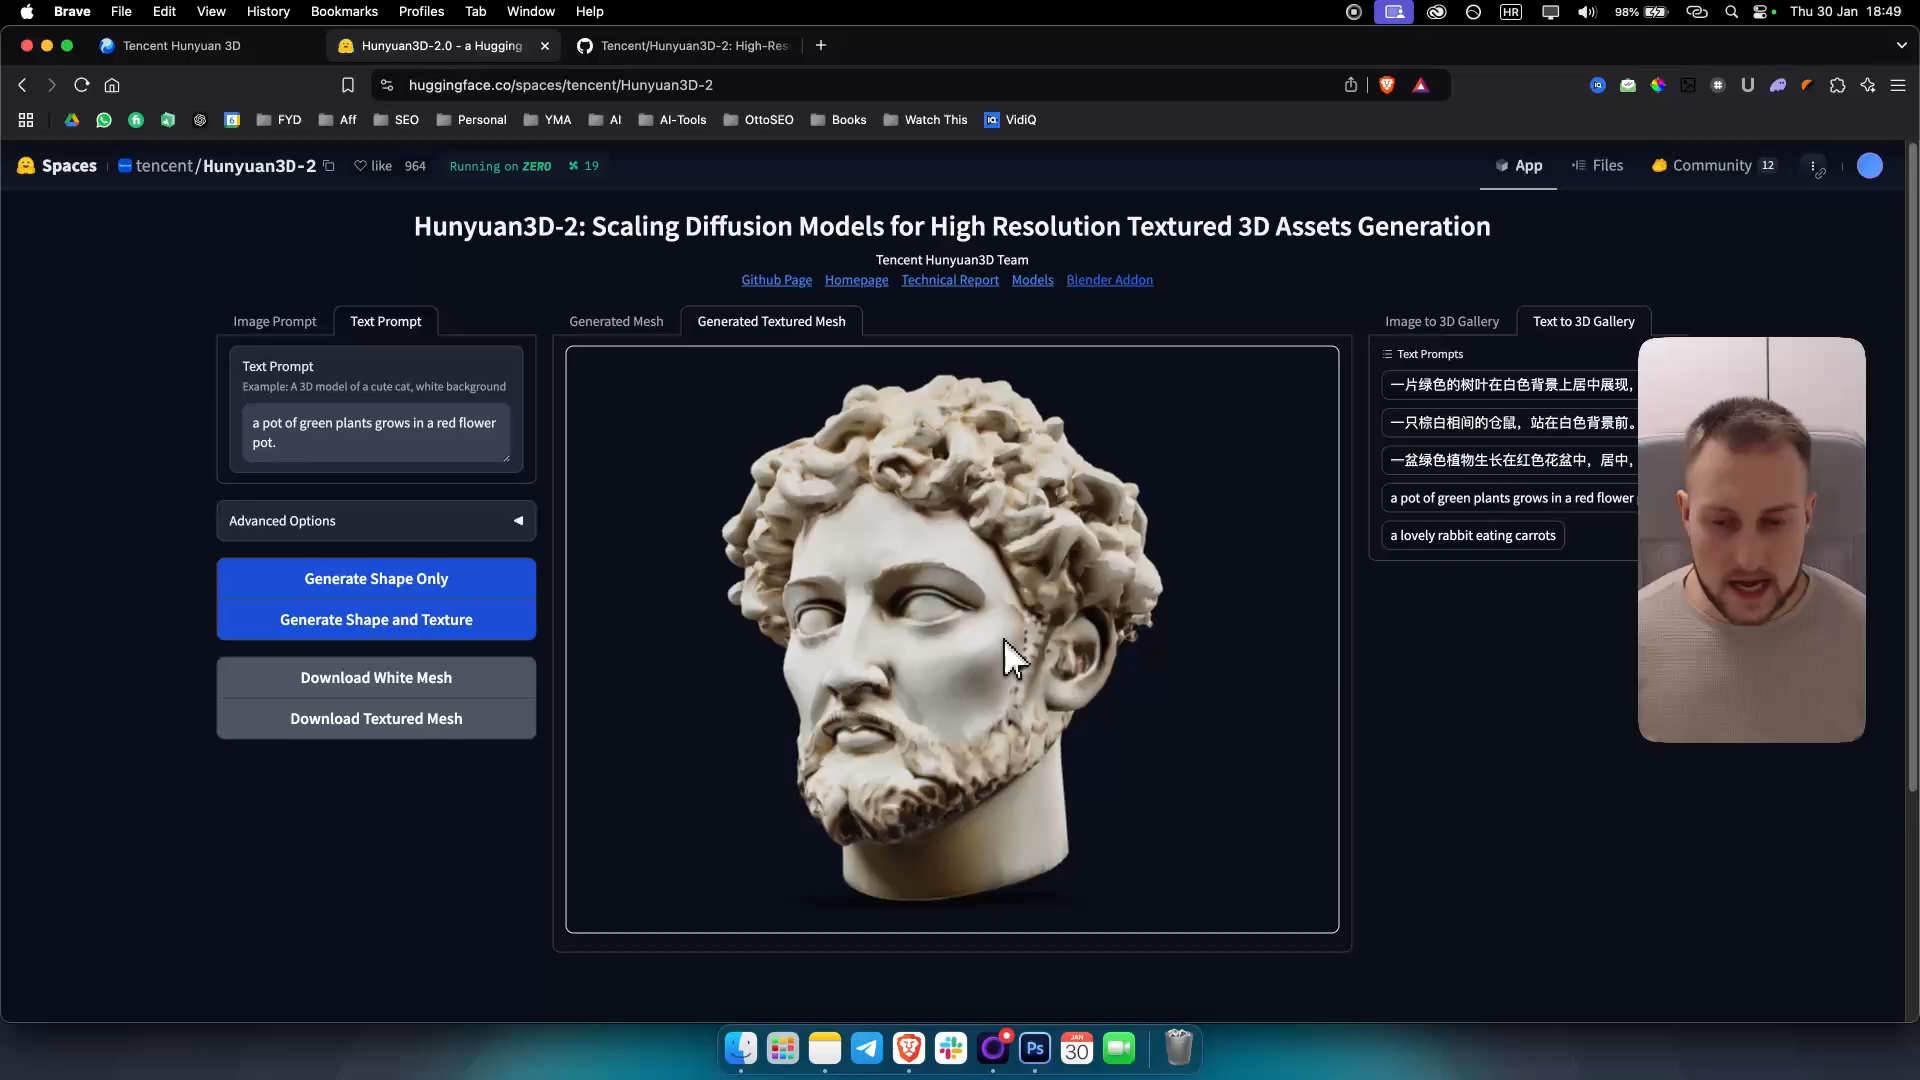 Brave File Edit View History Bookmarks Profiles Tab Window Help HR 98% Thu 30 Jan 18:49
Tencent Hunyuan 3D Hunyuan3D-2.0 - a Hugging Tencent/Hunyuan3D-2: High-Res
huggingface.co/spaces/tencent/Hunyuan3D-2
6 FYD Aff SEO Personal YMA AI AI-Tools OttoSEO Books Watch This VidiQ
Spaces tencent/Hunyuan3D-2 like 964 Running on ZERO 19 App Files Community 12
Hunyuan3D-2: Scaling Diffusion Models for High Resolution Textured 3D Assets Generation
Tencent Hunyuan3D Team
Github Page Homepage Technical Report Models Blender Addon
Image Prompt Text Prompt
Text Prompt
Example: A 3D model of a cute cat, white background
a pot of green plants grows in a red flower
pot.
Advanced Options
Generate Shape Only
Generate Shape and Texture
Download White Mesh
Download Textured Mesh
Generated Mesh Generated Textured Mesh
Image to 3D Gallery Text to 3D Gallery
Text Prompts
一片绿色的树叶在白色背景上居中展现，
一只棕白相间的仓鼠，站在白色背景前。
一盆绿色植物生长在红色花盆中，居中，
a pot of green plants grows in a red flower
a lovely rabbit eating carrots
Ps JAN 30